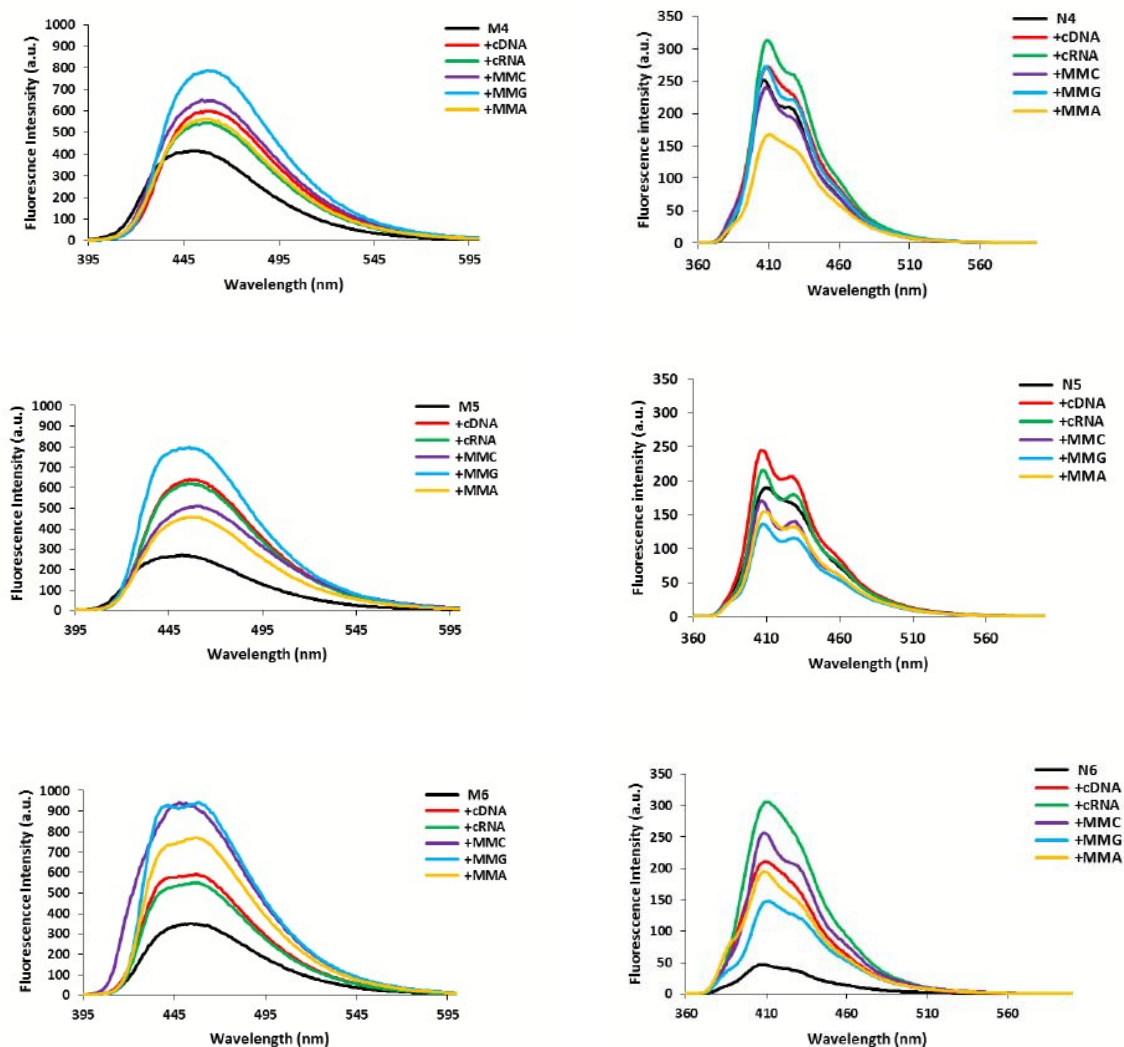 1000
900
800
700
600
500
400
300
200
100
0
Fluorescnce Intesnsity (a.u.)
395 445 495 545 595
Wavelength (nm)
M4
+cDNA
+cRNA
+MMC
+MMG
+MMA
350
300
250
200
150
100
50
0
Fluorescence intensity (a.u.)
360 410 460 510 560
Wavelength (nm)
N4
+cDNA
+cRNA
+MMC
+MMG
+MMA
1000
900
800
700
600
500
400
300
200
100
0
Fluorescence Intensity (a.u.)
395 445 495 545 595
Wavelength (nm)
M5
+cDNA
+cRNA
+MMC
+MMG
+MMA
350
300
250
200
150
100
50
0
Fluorescence intensity (a.u.)
360 410 460 510 560
Wavelength (nm)
N5
+cDNA
+cRNA
+MMC
+MMG
+MMA
1000
900
800
700
600
500
400
300
200
100
0
Fluorescencce Intensity (a.u.)
395 445 495 545 595
Wavelength (nm)
M6
+cDNA
+cRNA
+MMC
+MMG
+MMA
350
300
250
200
150
100
50
0
Fluoresccence intensity (a.u.)
360 410 460 510 560
Wavelength (nm)
N6
+cDNA
+cRNA
+MMC
+MMG
+MMA